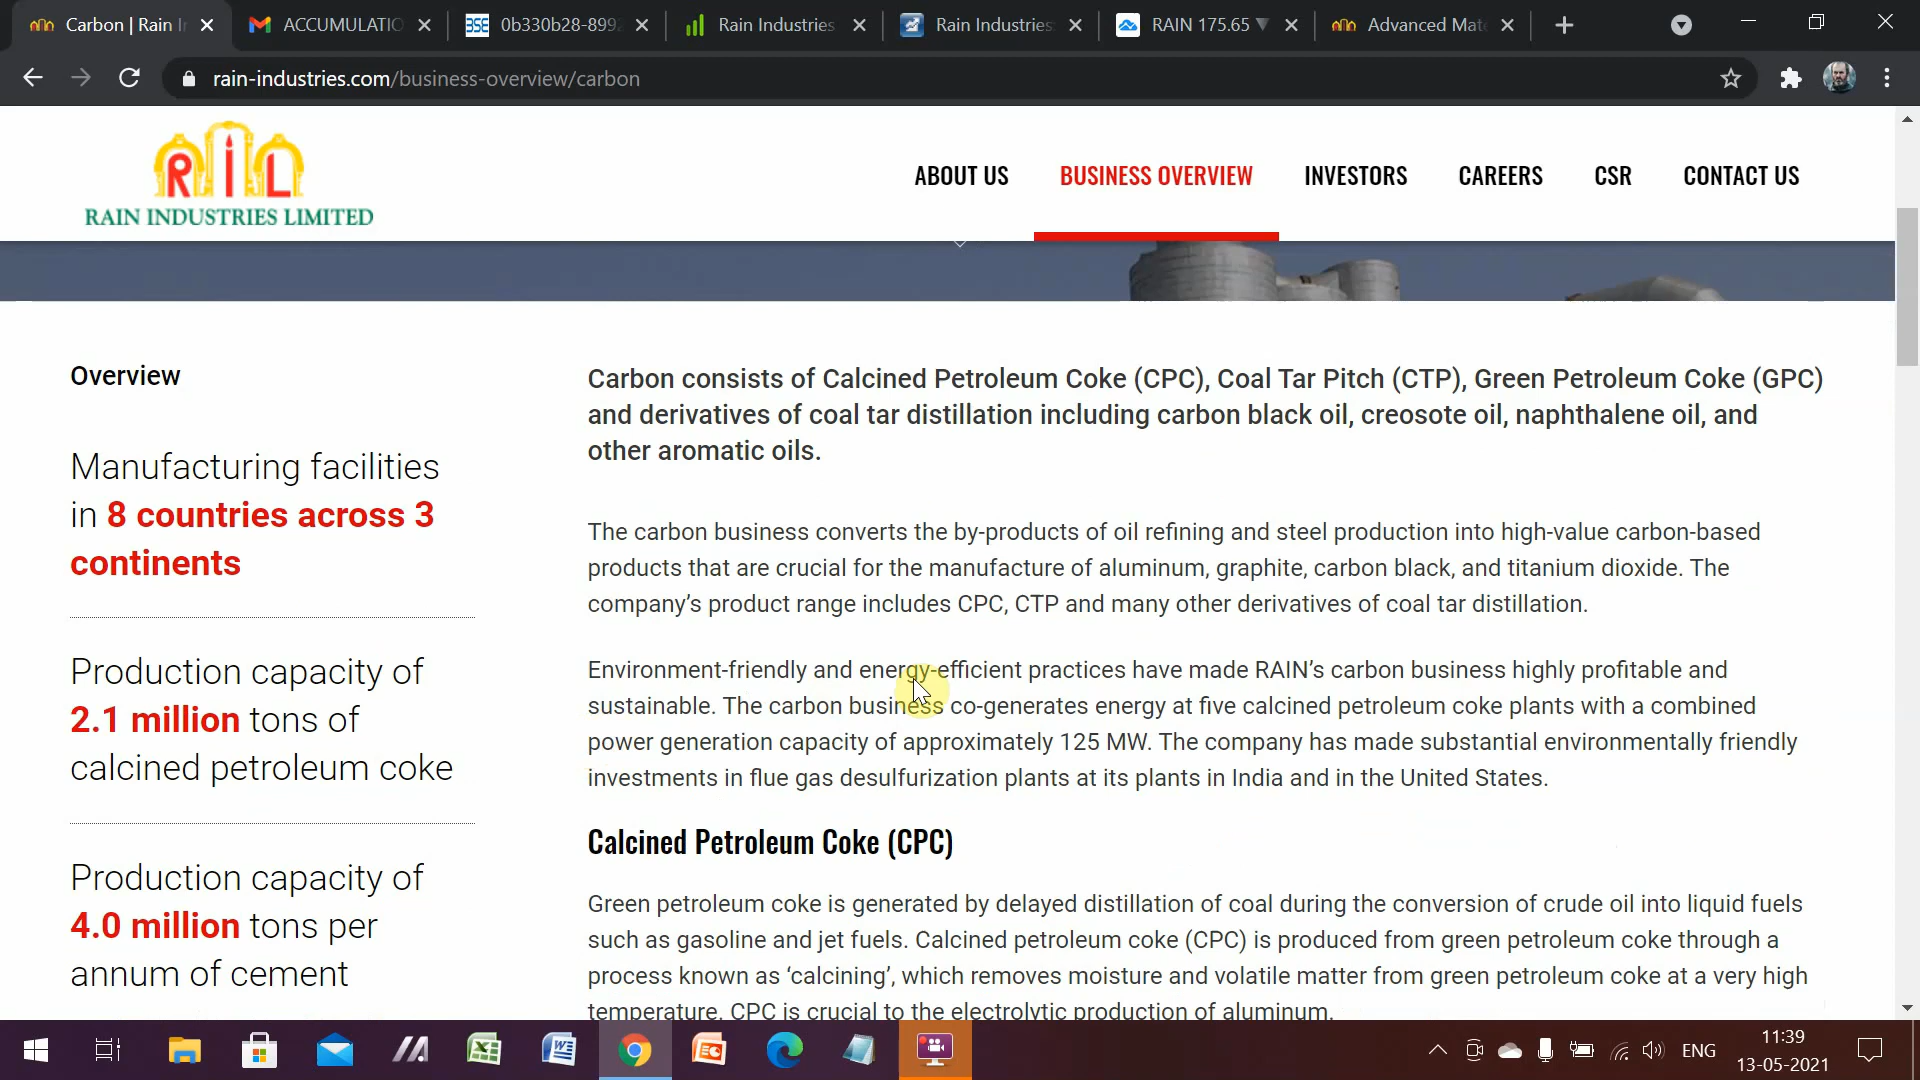 Carbon | Rain I
ACCUMULATIO
BSE
0b330b28-899
Rain Industries
Rain Industries
RAIN 175.65 ▼
Advanced Mate
rain-industries.com/business-overview/carbon
RIL
RAIN INDUSTRIES LIMITED
ABOUT US
BUSINESS OVERVIEW
INVESTORS
CAREERS
CSR
CONTACT US
Overview
Manufacturing facilities
in 8 countries across 3
continents
Production capacity of
2.1 million tons of
calcined petroleum coke
Production capacity of
4.0 million tons per
annum of cement
Carbon consists of Calcined Petroleum Coke (CPC), Coal Tar Pitch (CTP), Green Petroleum Coke (GPC)
and derivatives of coal tar distillation including carbon black oil, creosote oil, naphthalene oil, and
other aromatic oils.
The carbon business converts the by-products of oil refining and steel production into high-value carbon-based
products that are crucial for the manufacture of aluminum, graphite, carbon black, and titanium dioxide. The
company’s product range includes CPC, CTP and many other derivatives of coal tar distillation.
Environment-friendly and energy-efficient practices have made RAIN’s carbon business highly profitable and
sustainable. The carbon business co-generates energy at five calcined petroleum coke plants with a combined
power generation capacity of approximately 125 MW. The company has made substantial environmentally friendly
investments in flue gas desulfurization plants at its plants in India and in the United States.
Calcined Petroleum Coke (CPC)
Green petroleum coke is generated by delayed distillation of coal during the conversion of crude oil into liquid fuels
such as gasoline and jet fuels. Calcined petroleum coke (CPC) is produced from green petroleum coke through a
process known as ‘calcining’, which removes moisture and volatile matter from green petroleum coke at a very high
temperature. CPC is crucial to the electrolytic production of aluminum.
ENG
11:39
13-05-2021